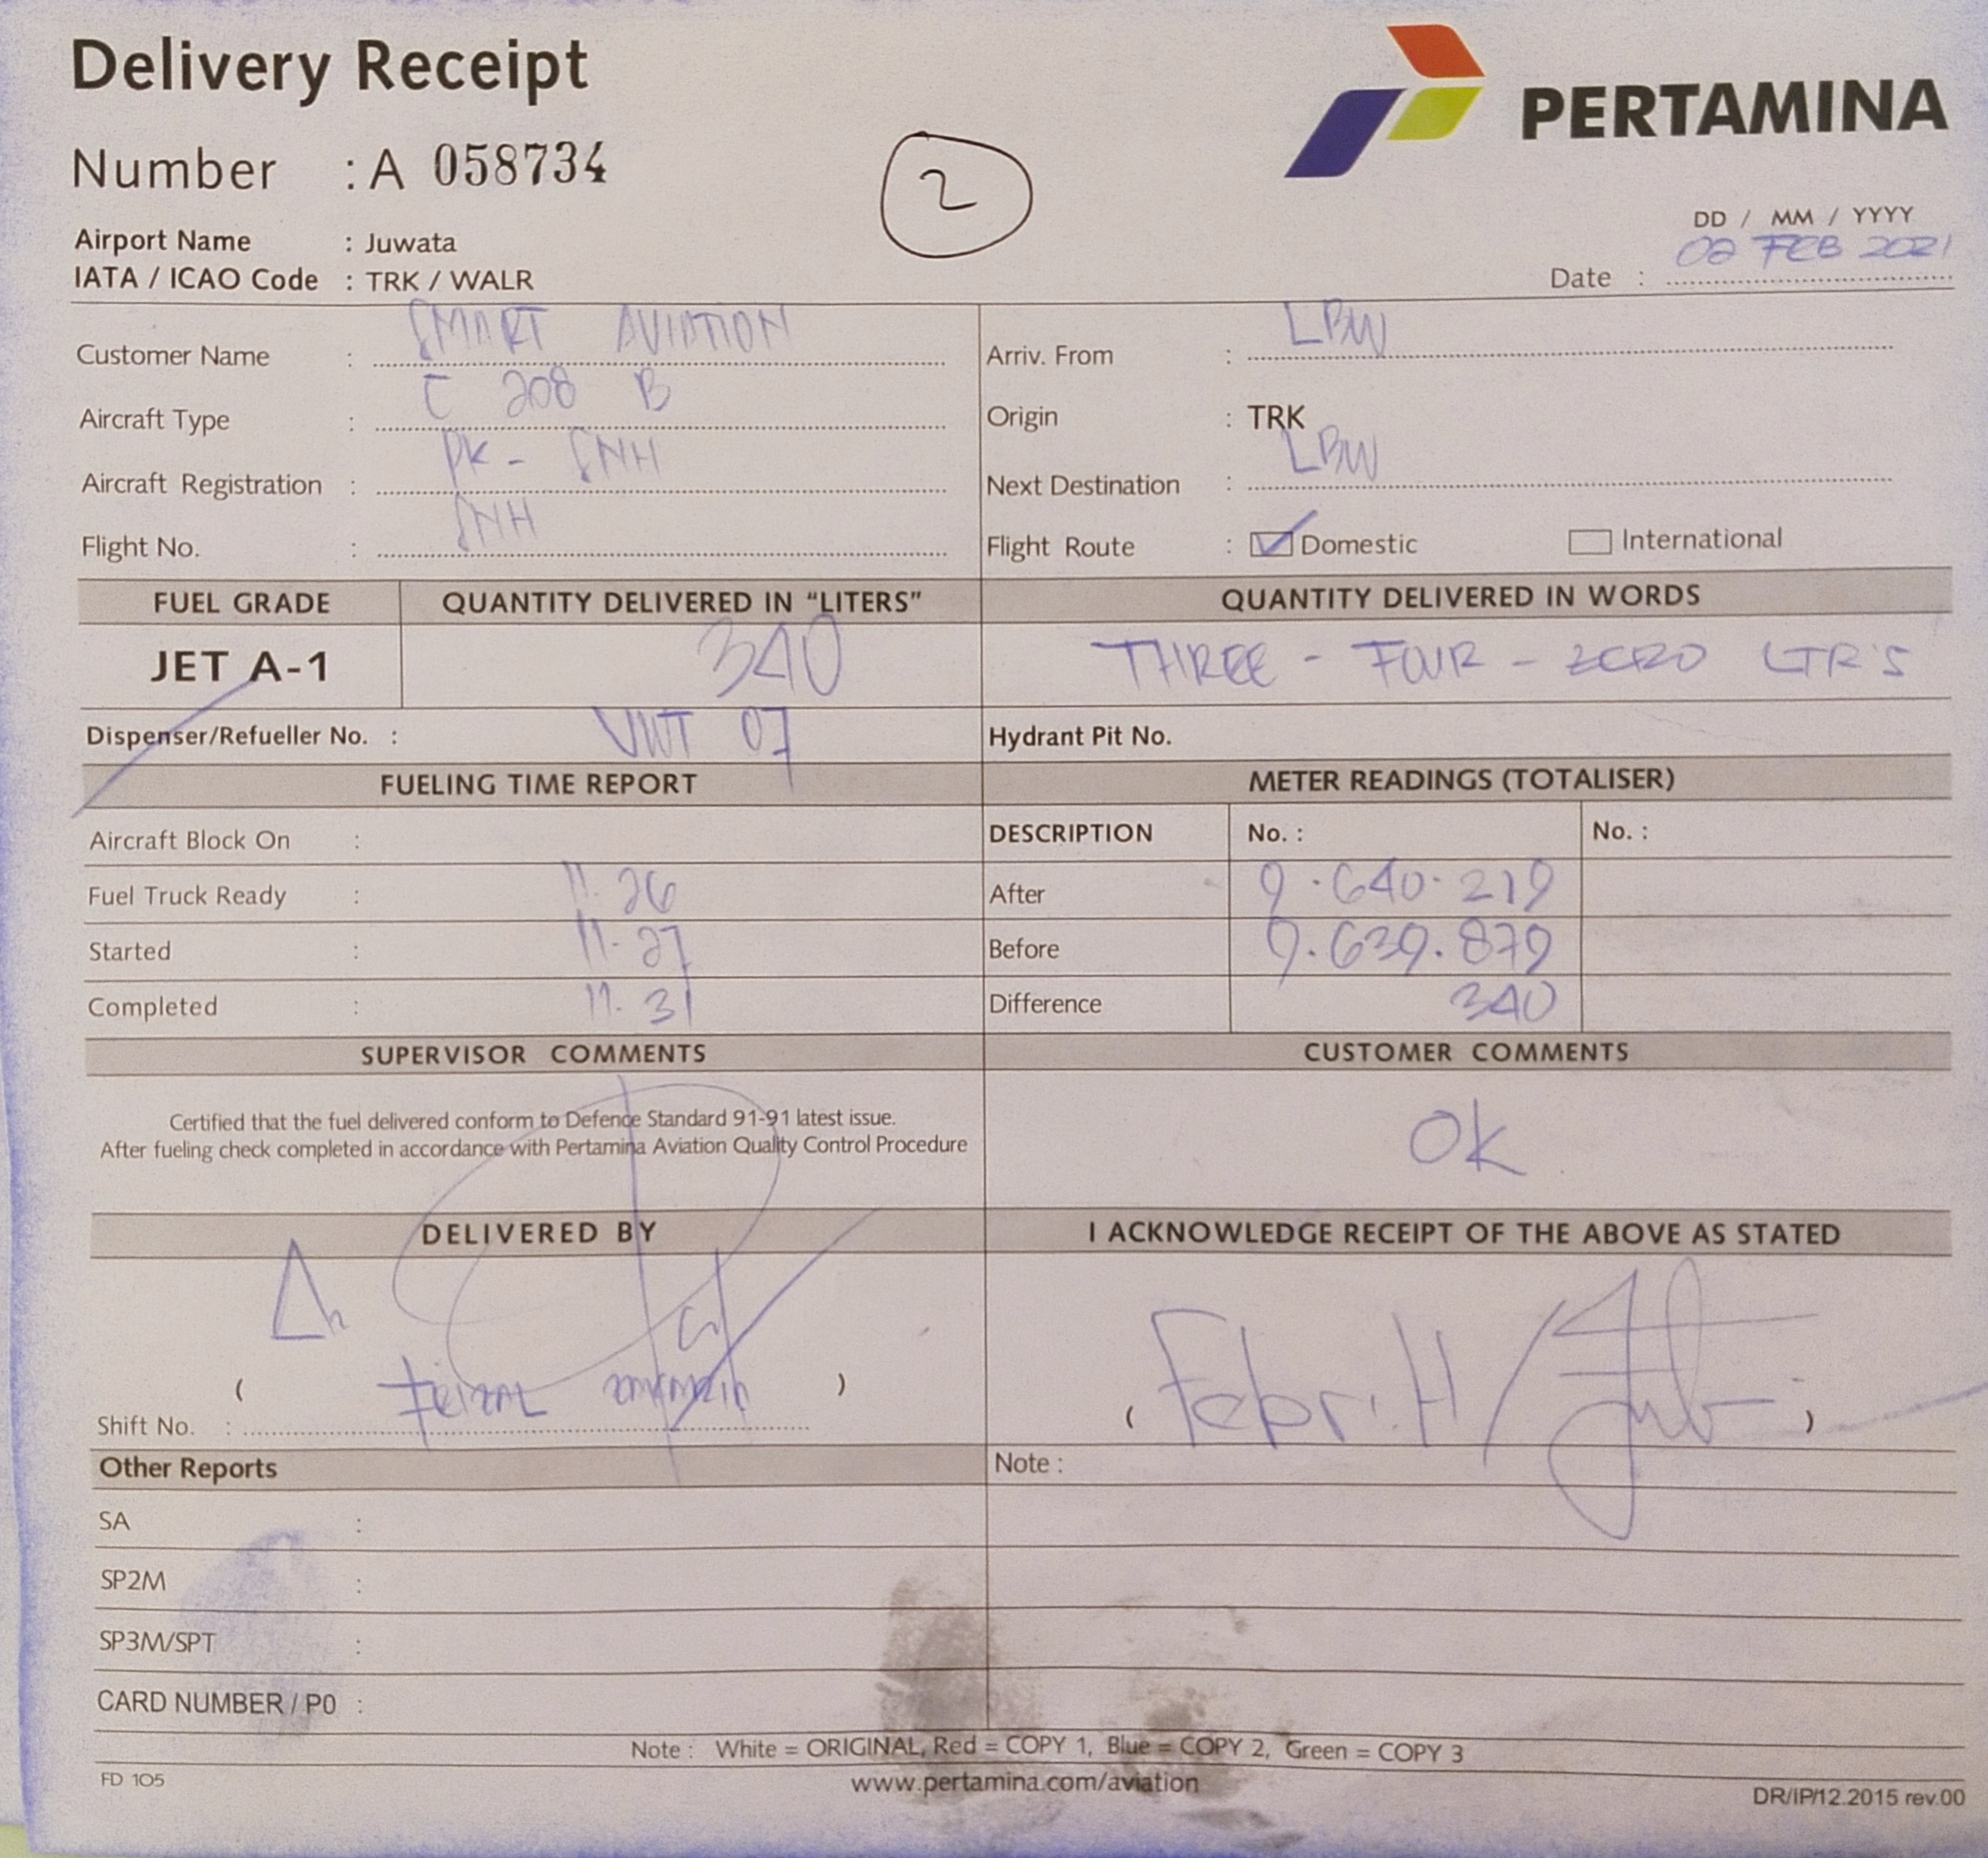 Delivery Receipt
PERTAMINA
Number : A 058734
2
Airport Name : Juwata
DD / MM / YYYY
IATA / ICAO Code : TRK / WALR
Date : 02 FEB 2021
Customer Name : SMART AVIATION
Arriv. From : LBW
Aircraft Type : C 208 B
Origin : TRK
Aircraft Registration : PK - SNH
Next Destination : LBW
Flight No. : SNH
Flight Route : Domestic International
FUEL GRADE QUANTITY DELIVERED IN "LITERS" QUANTITY DELIVERED IN WORDS
JET A-1 340 THREE - FOUR - ZERO LTR'S
Dispenser/Refueller No. : 07 Hydrant Pit No.
FUELING TIME REPORT METER READINGS (TOTALISER)
Aircraft Block On : DESCRIPTION No. : No. :
Fuel Truck Ready : 11.26 After 9.640.219
Started : 11.27 Before 9.639.879
Completed : 11.31 Difference 340
SUPERVISOR COMMENTS CUSTOMER COMMENTS
Certified that the fuel delivered conform to Defence Standard 91-91 latest issue.
After fueling check completed in accordance with Pertamina Aviation Quality Control Procedure
OK
DELIVERED BY I ACKNOWLEDGE RECEIPT OF THE ABOVE AS STATED
( )
( Febri.H / )
Shift No. :
Other Reports Note :
SA :
SP2M :
SP3M/SPT :
CARD NUMBER / P0 :
Note : White = ORIGINAL, Red = COPY 1, Blue = COPY 2, Green = COPY 3
FD 105 www.pertamina.com/aviation DR/IP/12.2015 rev.00